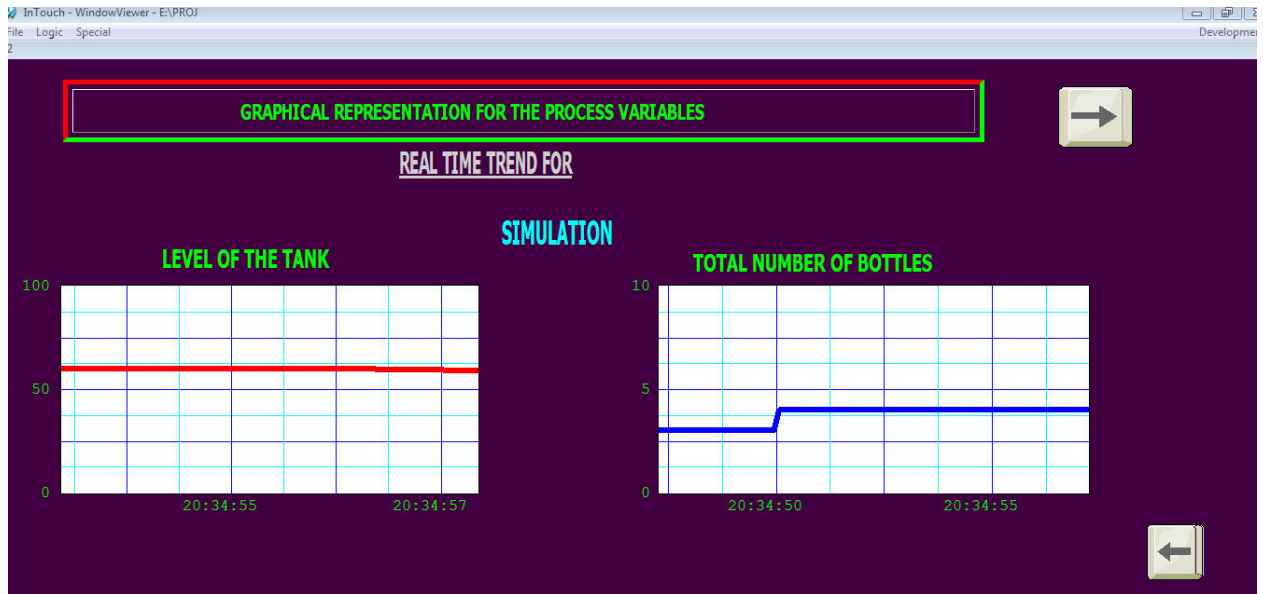 InTouch - WindowViewer - E:\PROJ
File Logic Special
Developme
2
GRAPHICAL REPRESENTATION FOR THE PROCESS VARIABLES
REAL TIME TREND FOR
SIMULATION
LEVEL OF THE TANK
100
50
0
20:34:55 20:34:57
TOTAL NUMBER OF BOTTLES
10
5
0
20:34:50 20:34:55